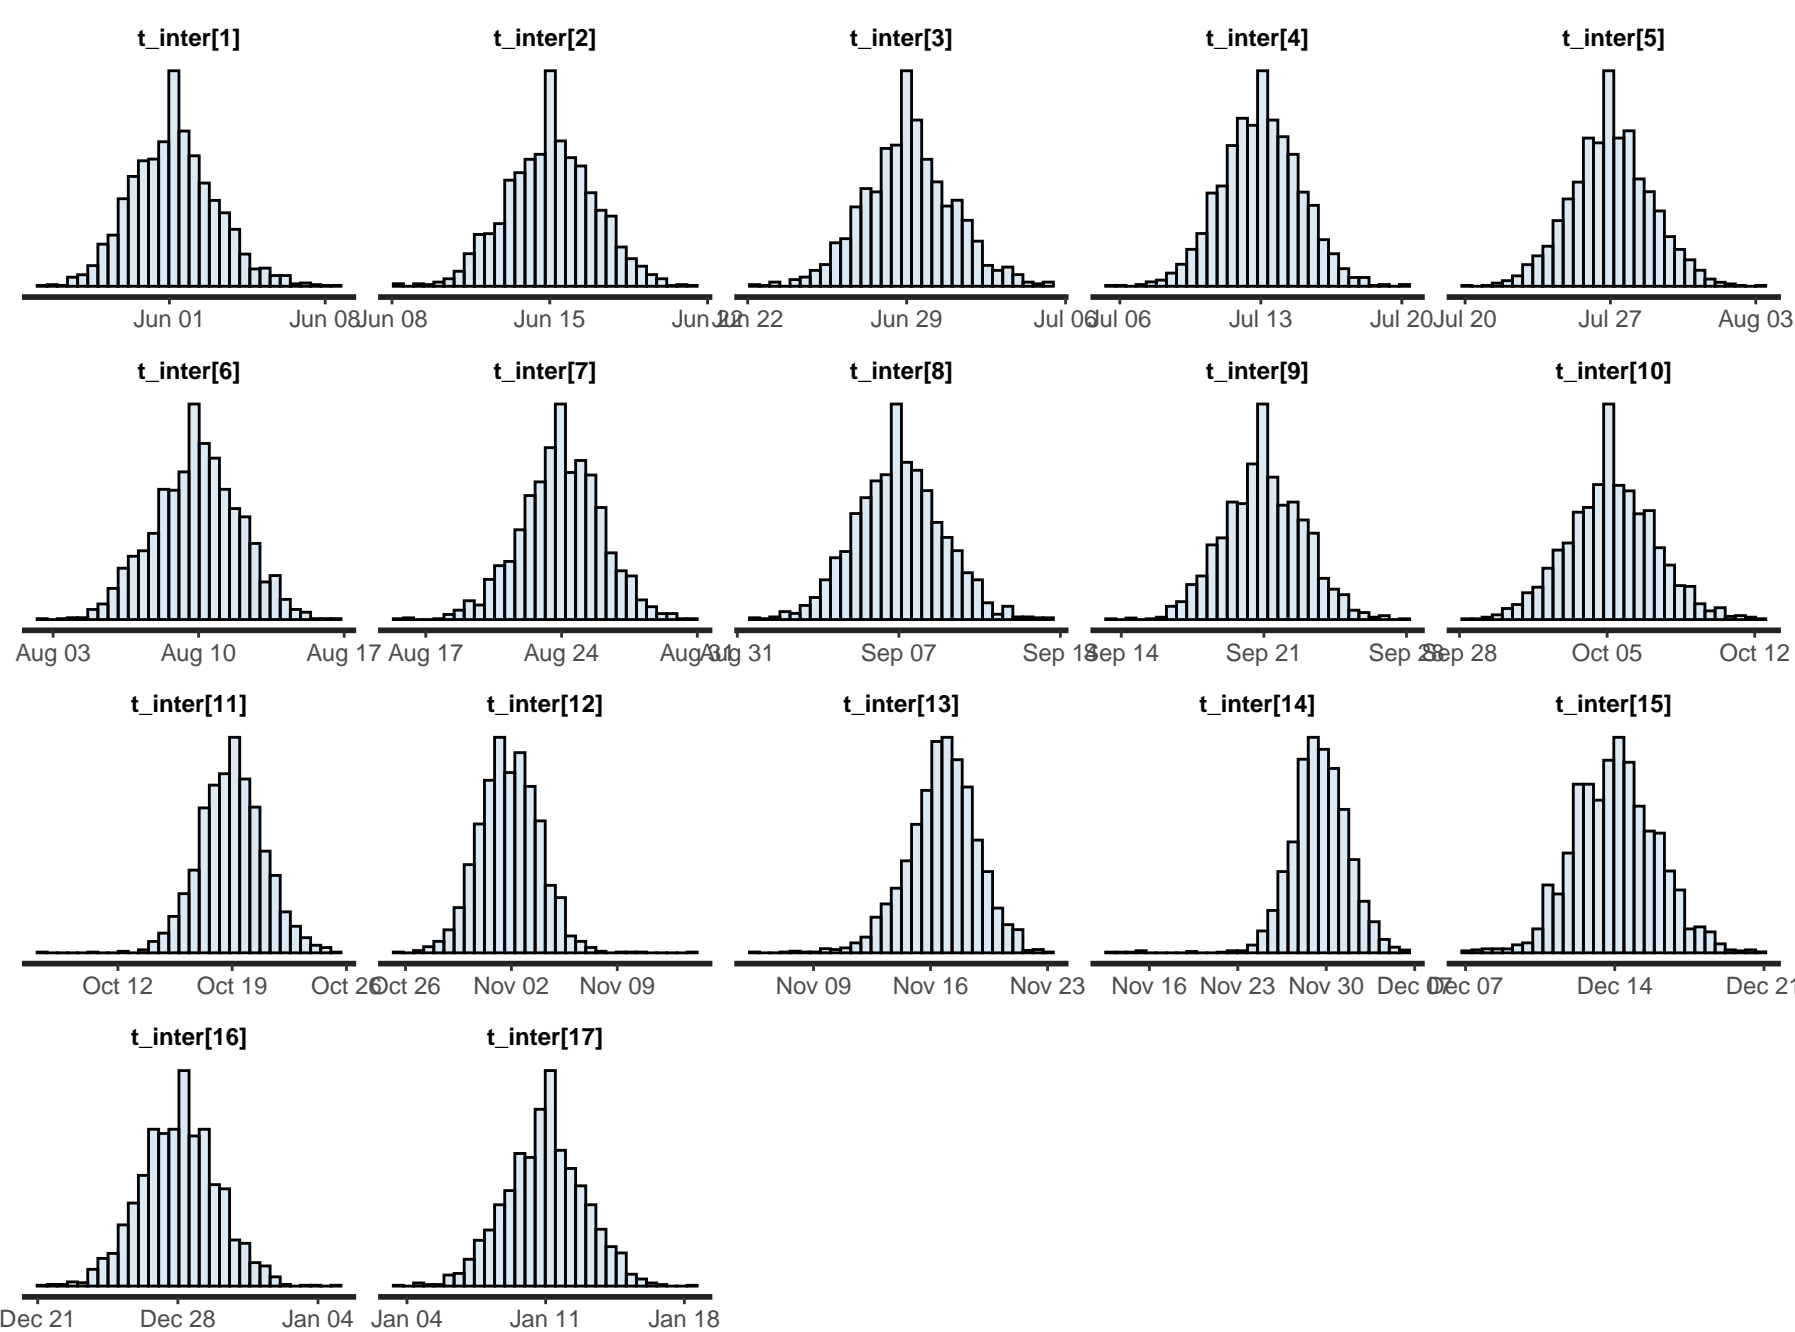 t_inter[1] t_inter[2] t_inter[3] t_inter[4] t_inter[5]
Jun 01 Jun 08 Jun 08 Jun 15 Jun 22 Jun 22 Jun 29 Jul 06 Jul 06 Jul 13 Jul 20 Jul 20 Jul 27 Aug 03
t_inter[6] t_inter[7] t_inter[8] t_inter[9] t_inter[10]
Aug 03 Aug 10 Aug 17 Aug 17 Aug 24 Aug 31 Aug 31 Sep 07 Sep 14 Sep 14 Sep 21 Sep 28 Sep 28 Oct 05 Oct 12
t_inter[11] t_inter[12] t_inter[13] t_inter[14] t_inter[15]
Oct 12 Oct 19 Oct 26 Oct 26 Nov 02 Nov 09 Nov 09 Nov 16 Nov 23 Nov 16 Nov 23 Nov 30 Dec 07 Dec 07 Dec 14 Dec 21
t_inter[16] t_inter[17]
Dec 21 Dec 28 Jan 04 Jan 04 Jan 11 Jan 18